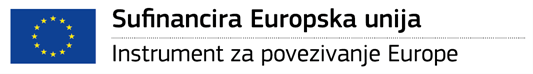 Sufinancira Europska unija
Instrument za povezivanje Europe